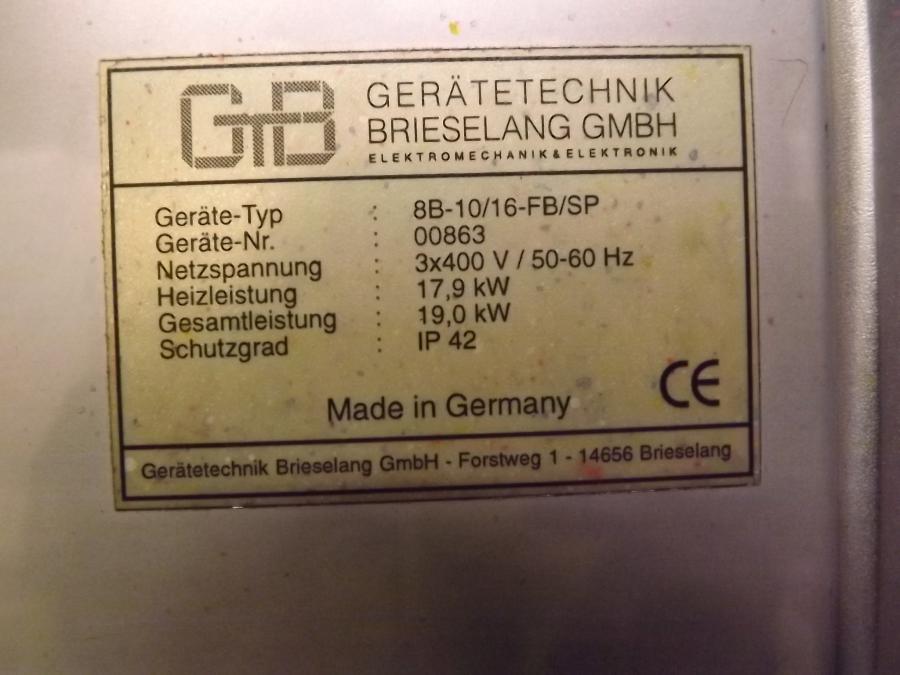 GTB
GERÄTETECHNIK
BRIESELANG GMBH
ELEKTROMECHANIK & ELEKTRONIK
Geräte-Typ : 8B-10/16-FB/SP
Geräte-Nr. : 00863
Netzspannung : 3x400 V / 50-60 Hz
Heizleistung : 17,9 kW
Gesamtleistung : 19,0 kW
Schutzgrad : IP 42
CE
Made in Germany
Gerätetechnik Brieselang GmbH - Forstweg 1 - 14656 Brieselang